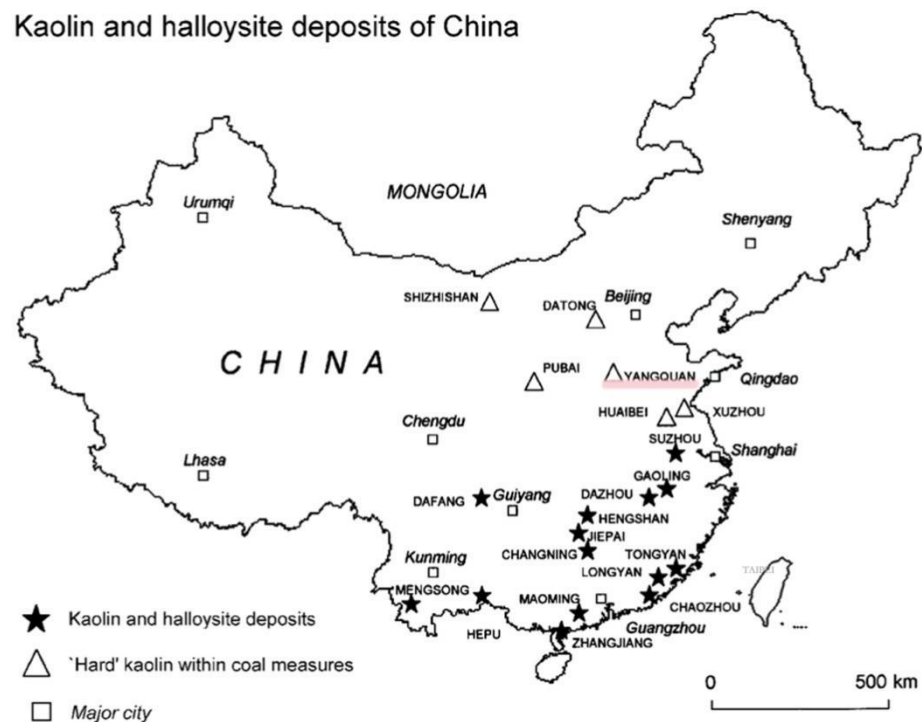 Kaolin and halloysite deposits of China
MONGOLIA
Urumqi
Shenyang
SHIZHISHAN
DATONG
Beijing
CHINA
PUBAI
YANGQUAN
Qingdao
HUAIBEI
XUZHOU
Chengdu
SUZHOU
Shanghai
Lhasa
GAOLING
DAFANG
Guiyang
DAZHOU
HENGSHAN
JIEPAI
CHANGNING
TONGYAN
Kunming
LONGYAN
TAIPEI
MENGSONG
MAOMING
CHAOZHOU
Guangzhou
HEPU
ZHANGJIANG
Kaolin and halloysite deposits
`Hard' kaolin within coal measures
Major city
0 500 km